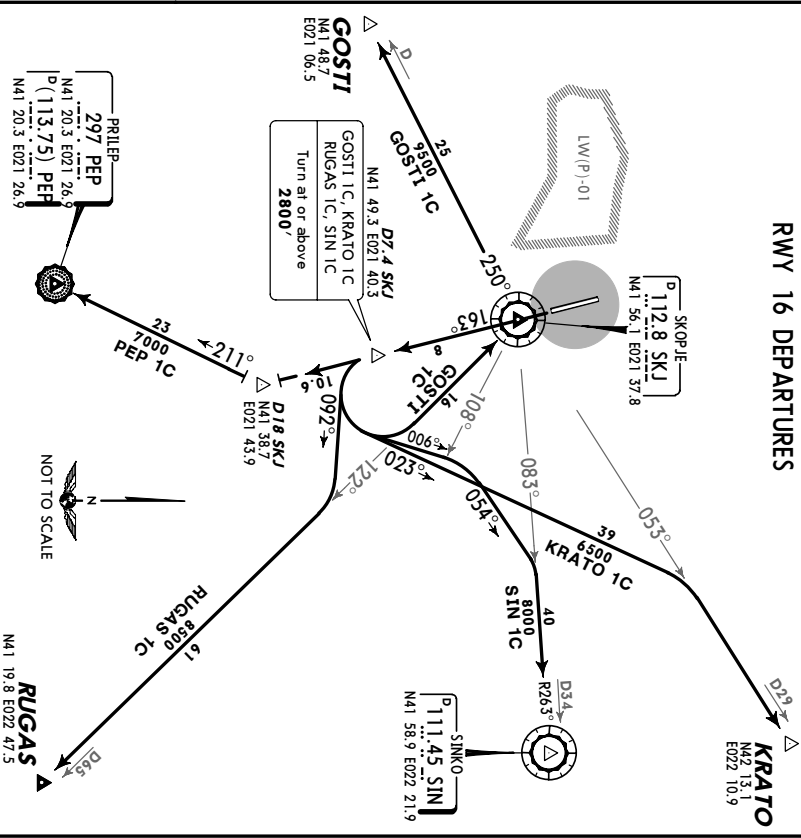 RWY 16 DEPARTURES
SKOPJE
D 112.8 SKJ
N41 56.1 E021 37.8
LW(P)-01
GOSTI
N41 48.7
E021 06.5
D
25
9500
GOSTI 1C
250°
163°
8
D7.4 SKJ
N41 49.3 E021 40.3
GOSTI 1C, KRATO 1C
RUGAS 1C, SIN 1C
Turn at or above
2800'
16
GOSTI
1C
108°
083°
053°
006°
023°
054°
092°
122°
10.6
D18 SKJ
N41 38.7
E021 43.9
211°
23
7000
PEP 1C
PRILEP
297 PEP
N41 20.3 E021 26.9
D (113.75) PEP
N41 20.3 E021 26.9
39
6500
KRATO 1C
D29
KRATO
N42 13.1
E022 10.9
40
8000
SIN 1C
R263°
D34
SINKO
D 111.45 SIN
N41 58.9 E022 21.9
61
8500
RUGAS 1C
D65
RUGAS
N41 19.8 E022 47.5
N
NOT TO SCALE